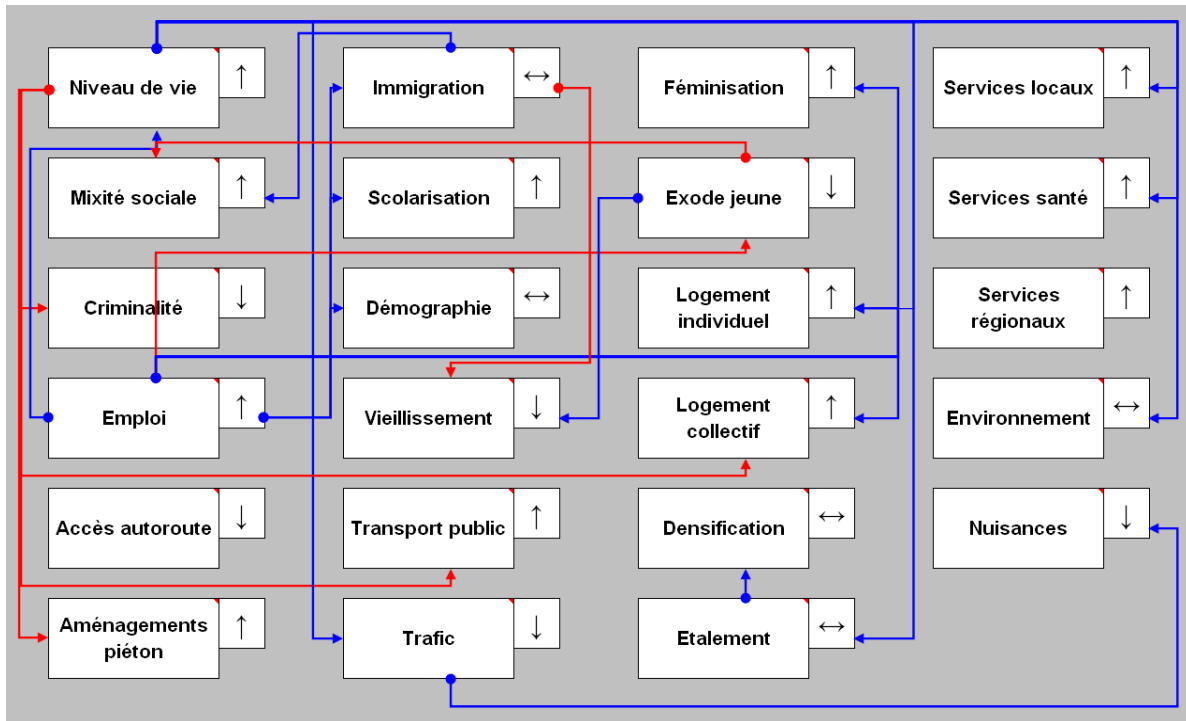 Niveau de vie ↑
Immigration ↔
Féminisation ↑
Services locaux ↑
Mixité sociale ↑
Scolarisation ↑
Exode jeune ↓
Services santé ↑
Criminalité ↓
Démographie ↔
Logement
individuel ↑
Services
régionaux ↑
Emploi ↑
Vieillissement ↓
Logement
collectif ↑
Environnement ↔
Accès autoroute ↓
Transport public ↑
Densification ↔
Nuisances ↓
Aménagements
piéton ↑
Trafic ↓
Etalement ↔